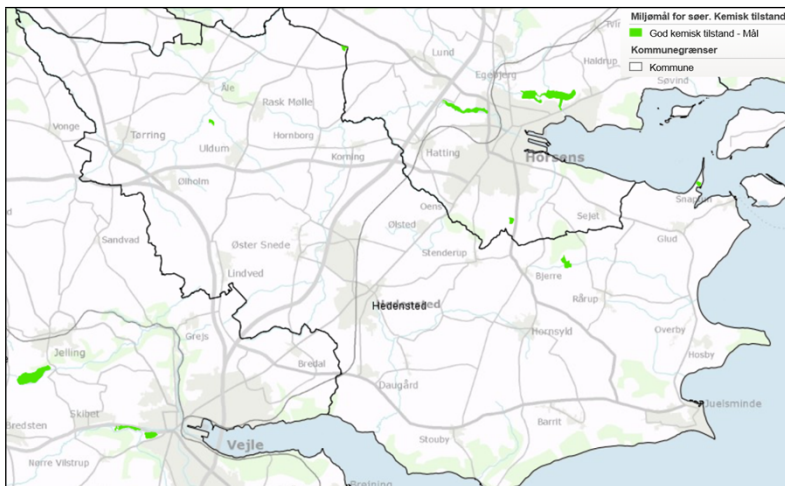 Miljømål for søer. Kemisk tilstand
God kemisk tilstand - Mål
Kommunegrænser
Kommune
Lund
Egebjerg
Haldrup
Søvind
Åle
Rask Mølle
Vonge
Tørring
Uldum
Hornborg
Korning
Hatting
Horsens
Ølholm
Snaptun
Oens
Sejet
Ølsted
Glud
Sandvad
Øster Snede
Stenderup
Lindved
Bjerre
Rårup
Hedensted
Hornsyld
Overby
Grejs
Hosby
Jelling
Bredal
Daugård
Juelsminde
Skibet
Bredsten
Barrit
Vejle
Stouby
Nørre Vilstrup
Brejning